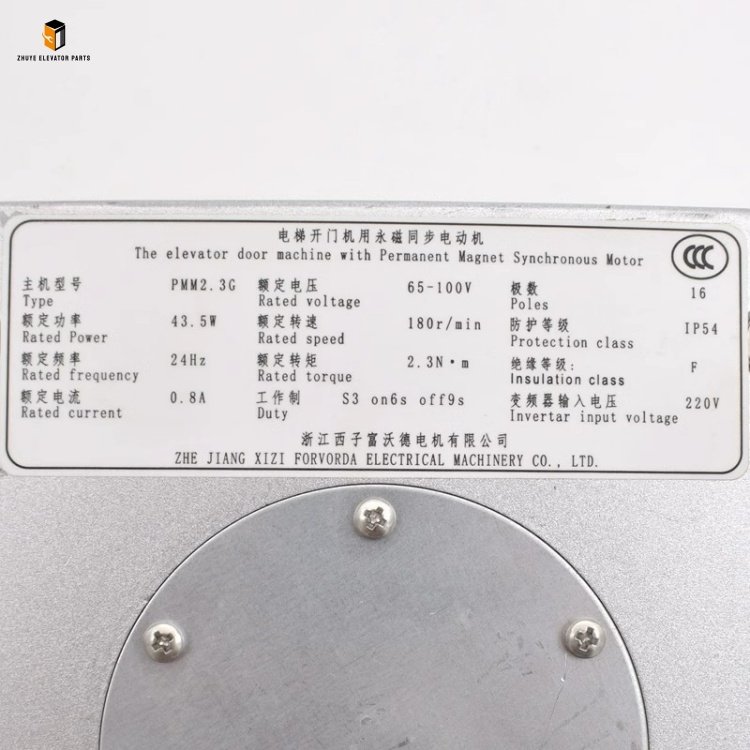 ZHUYE ELEVATOR PARTS
电梯开门机用永磁同步电动机
The elevator door machine with Permanent Magnet Synchronous Motor
CCC
主机型号 PMM2.3G 额定电压 65-100V 极数 16
Type Rated voltage Poles
额定功率 43.5W 额定转速 180r/min 防护等级 IP54
Rated Power Rated speed Protection class
额定频率 24Hz 额定转矩 2.3N·m 绝缘等级: F
Rated frequency Rated torque Insulation class
额定电流 0.8A 工作制 S3 on6s off9s 变频器输入电压 220V
Rated current Duty Invertar input voltage
浙江西子富沃德电机有限公司
ZHE JIANG XIZI FORVORDA ELECTRICAL MACHINERY CO., LTD.